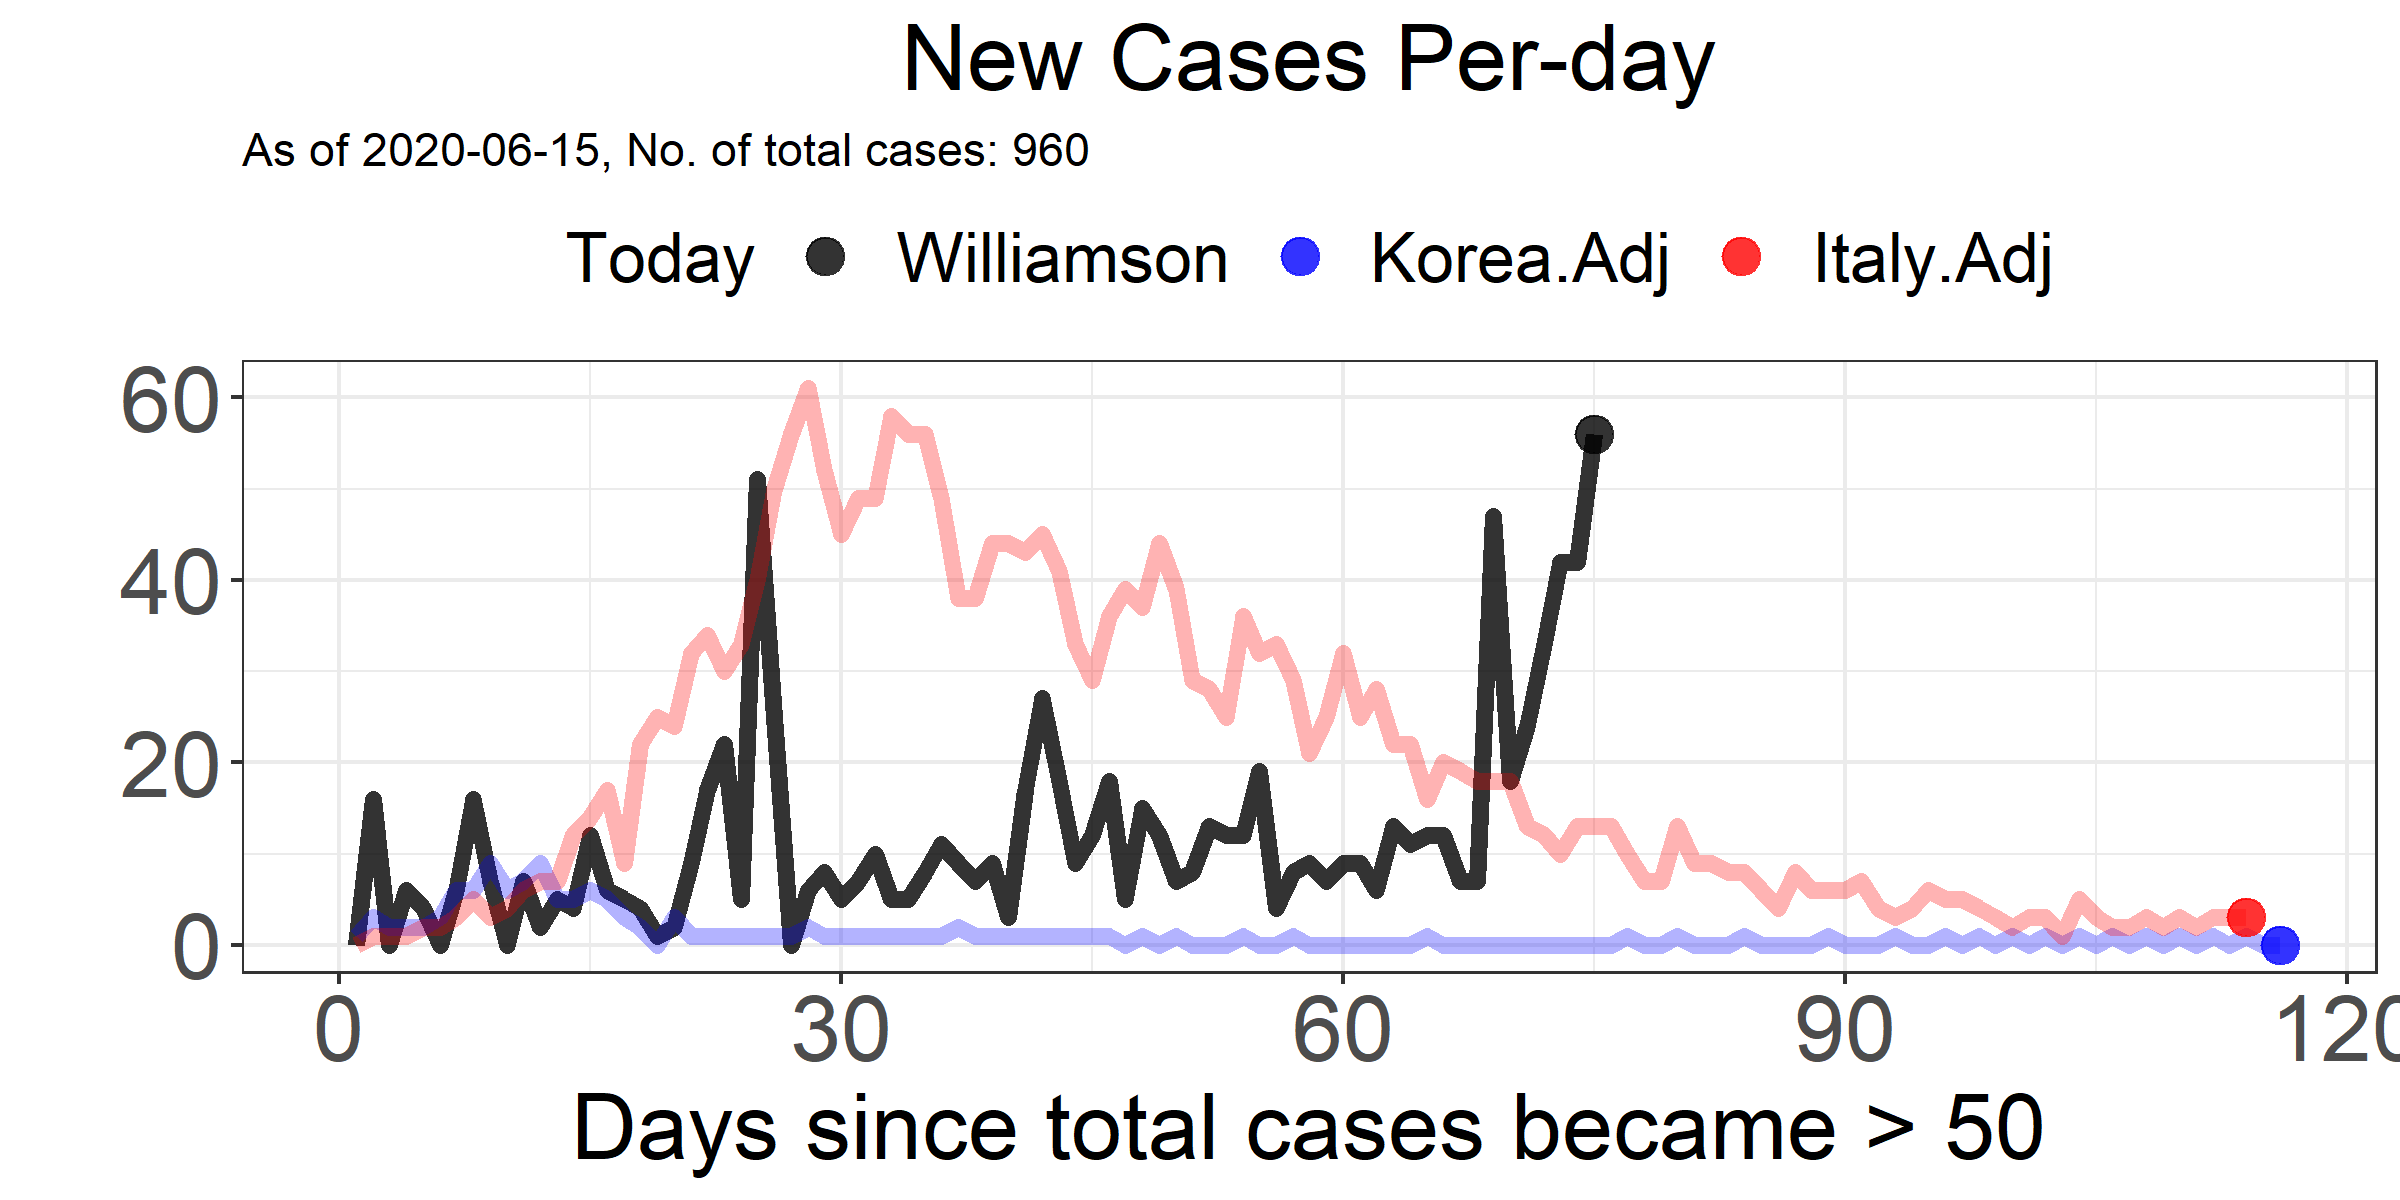 New Cases Per-day
As of 2020-06-15, No. of total cases: 960
Today Williamson Korea.Adj Italy.Adj
60
40
20
0
0 30 60 90 120
Days since total cases became > 50